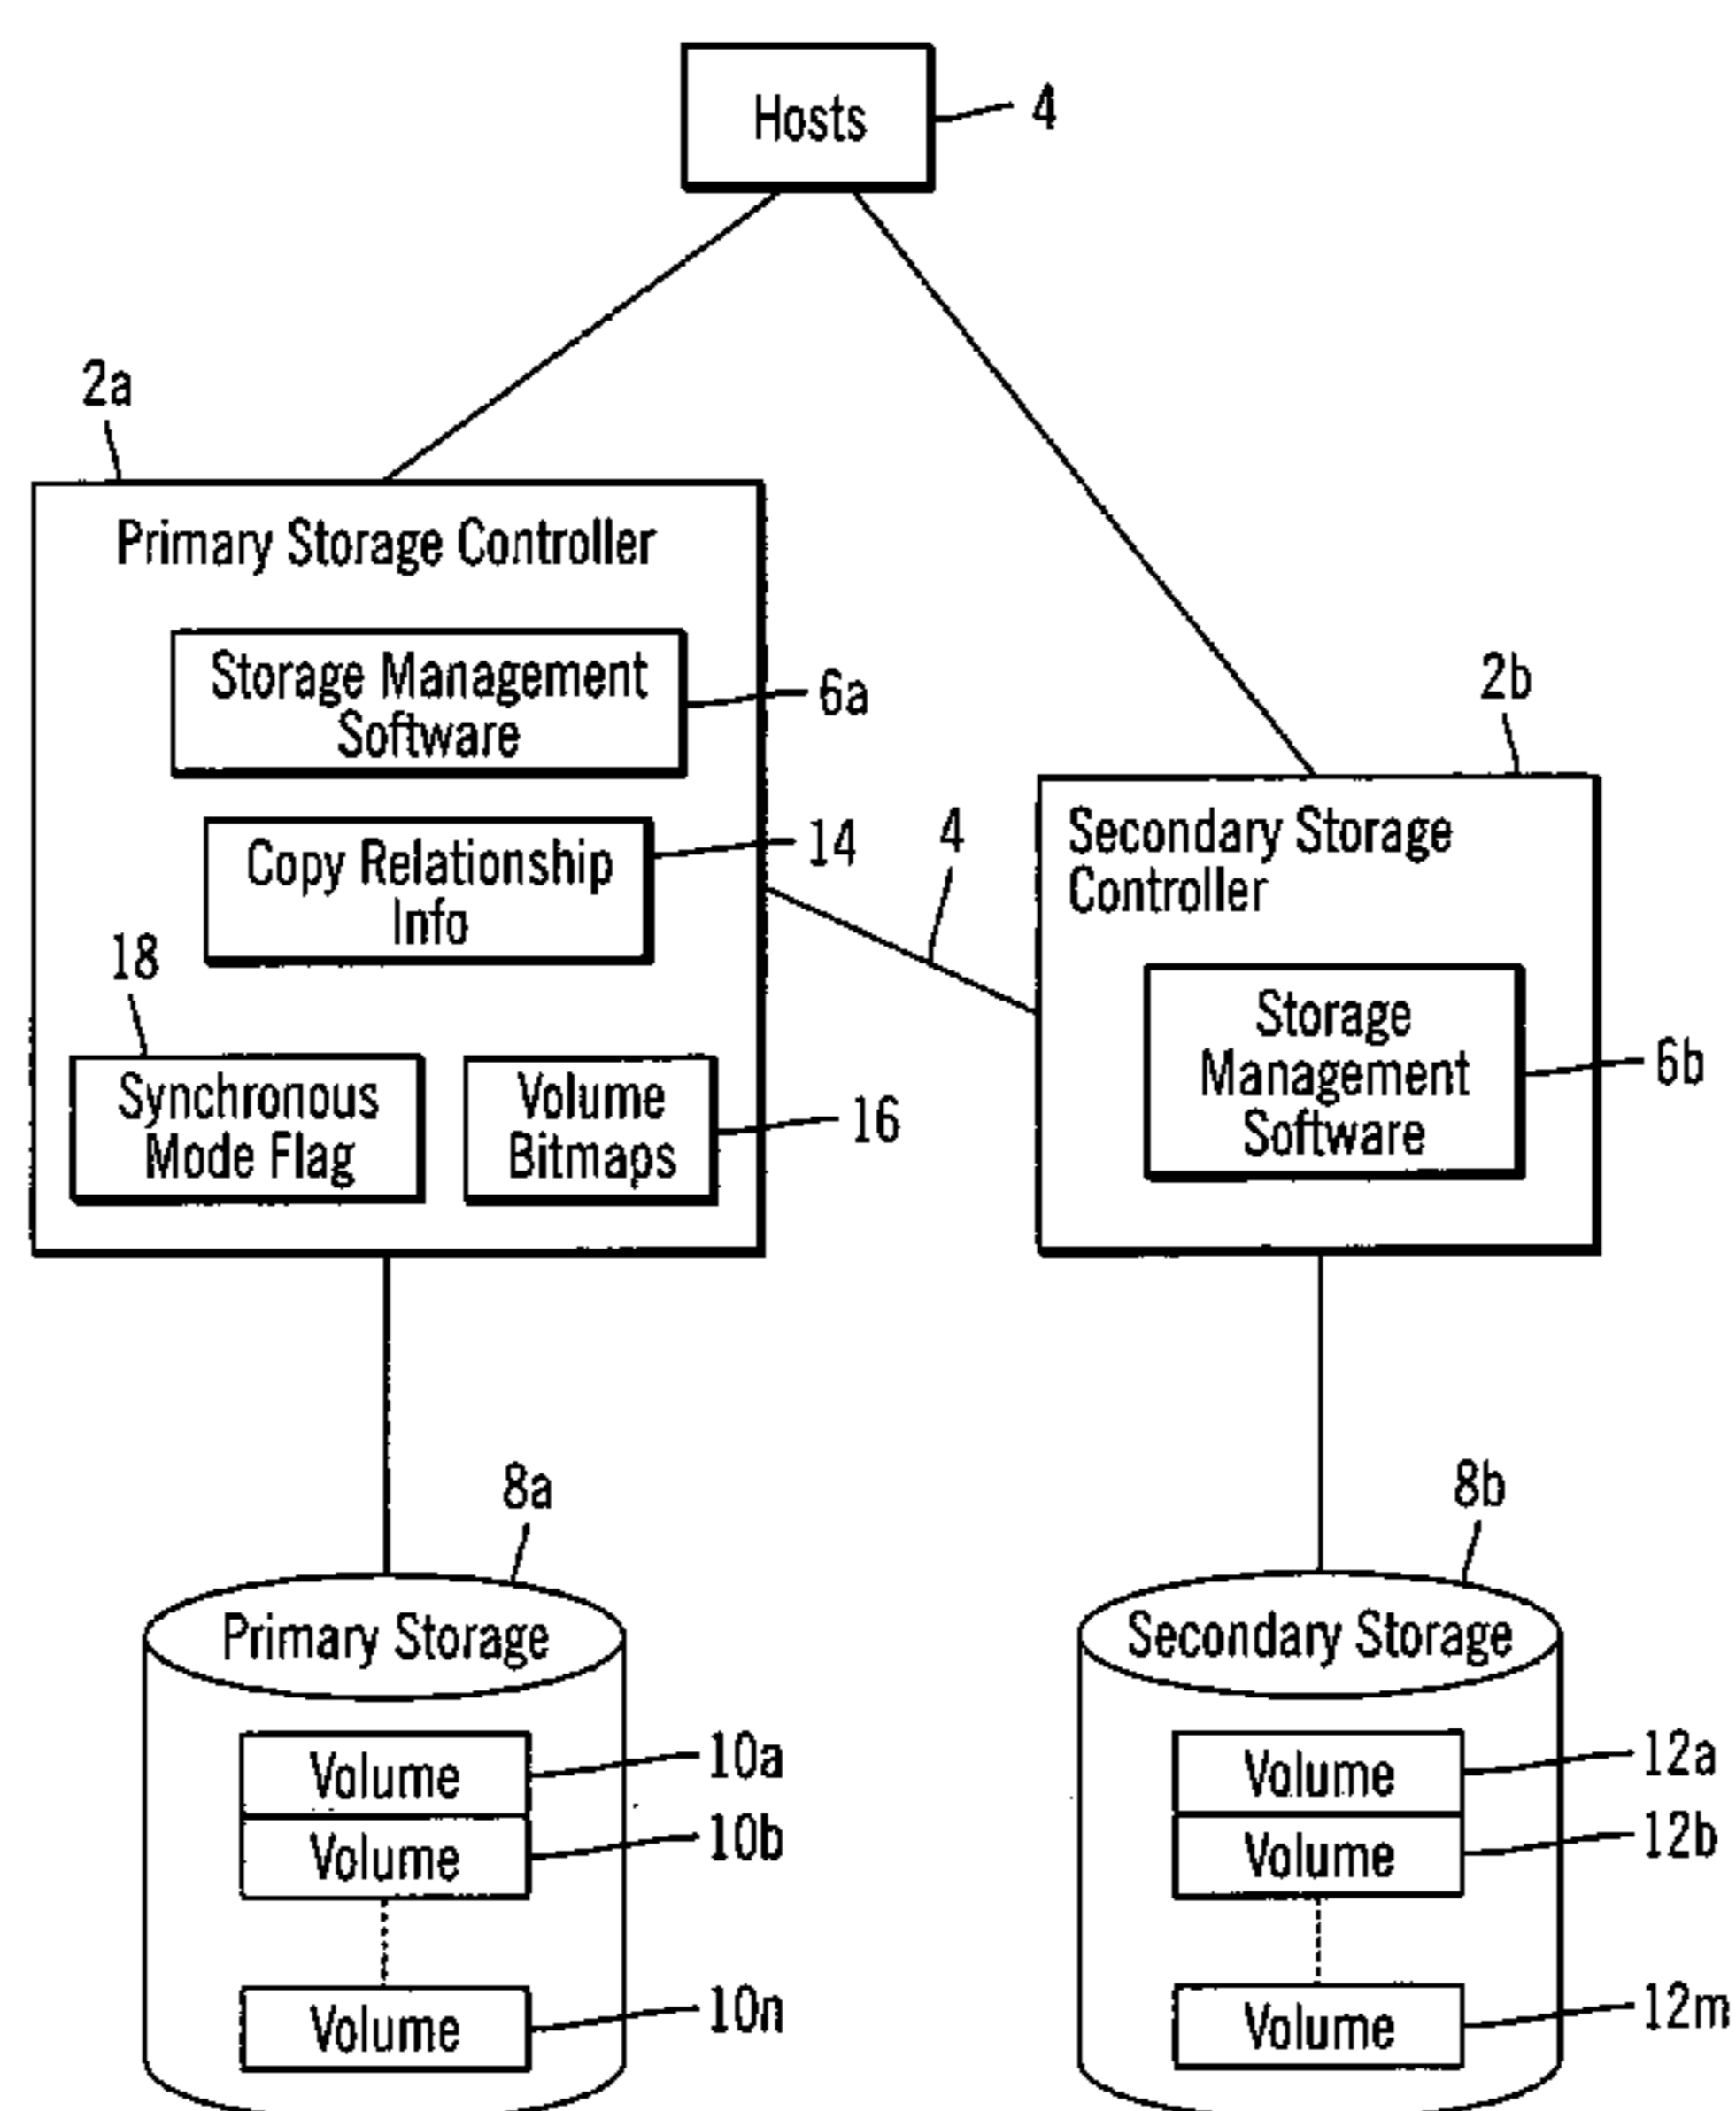 Hosts
4
2a
Primary Storage Controller
Storage Management
Software
6a
Copy Relationship
Info
14
18
Synchronous
Mode Flag
Volume
Bitmaps
16
4
2b
Secondary Storage
Controller
Storage
Management
Software
6b
8a
Primary Storage
Volume
10a
Volume
10b
Volume
10n
8b
Secondary Storage
Volume
12a
Volume
12b
Volume
12m